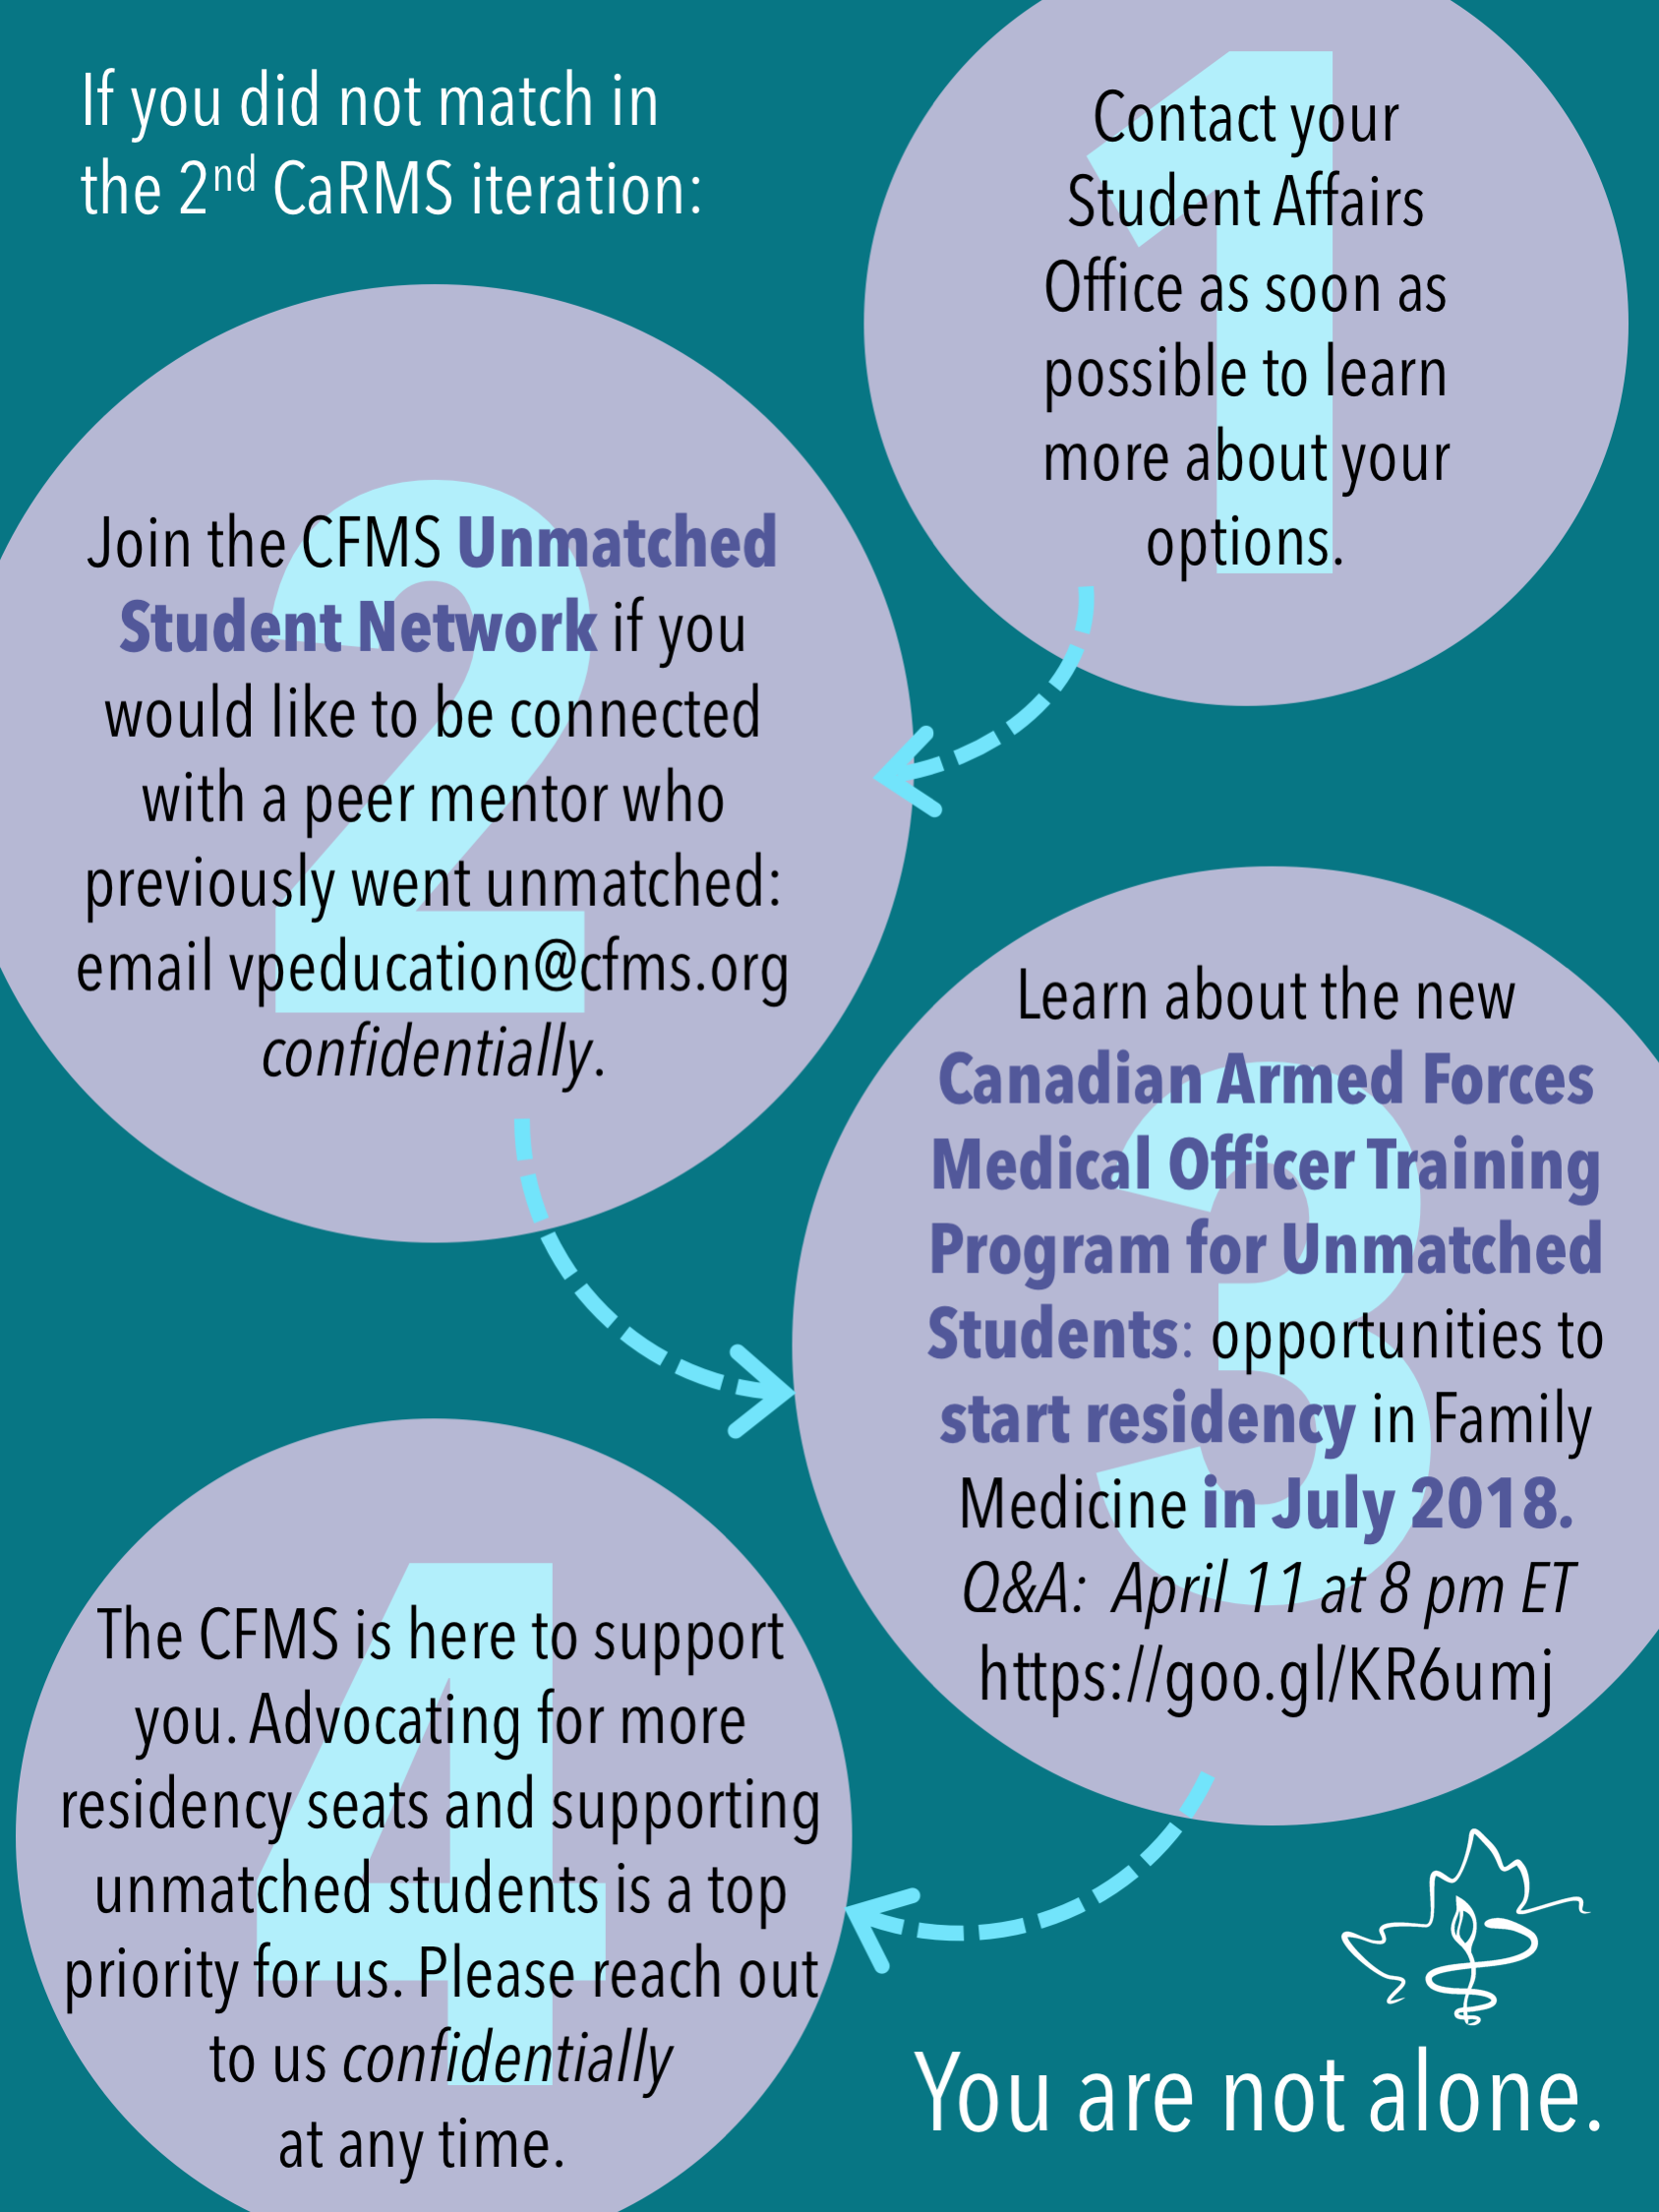 If you did not match in
the 2nd CaRMS iteration:
1
Contact your
Student Affairs
Office as soon as
possible to learn
more about your
options.
2
Join the CFMS Unmatched
Student Network if you
would like to be connected
with a peer mentor who
previously went unmatched:
email vpeducation@cfms.org
confidentially.
3
Learn about the new
Canadian Armed Forces
Medical Officer Training
Program for Unmatched
Students: opportunities to
start residency in Family
Medicine in July 2018.
Q&A: April 11 at 8 pm ET
https://goo.gl/KR6umj
4
The CFMS is here to support
you. Advocating for more
residency seats and supporting
unmatched students is a top
priority for us. Please reach out
to us confidentially
at any time.
You are not alone.